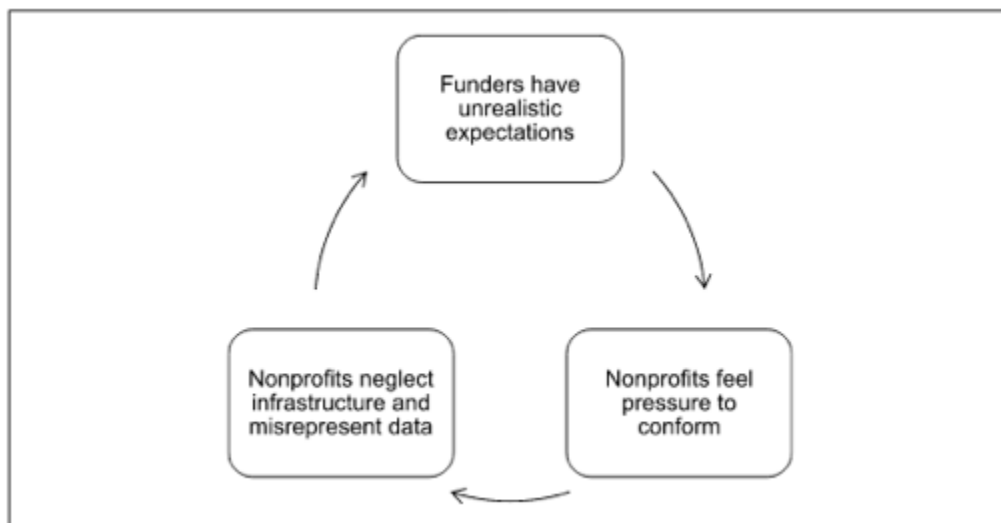 Funders have
unrealistic
expectations
Nonprofits neglect
infrastructure and
misrepresent data
Nonprofits feel
pressure to
conform